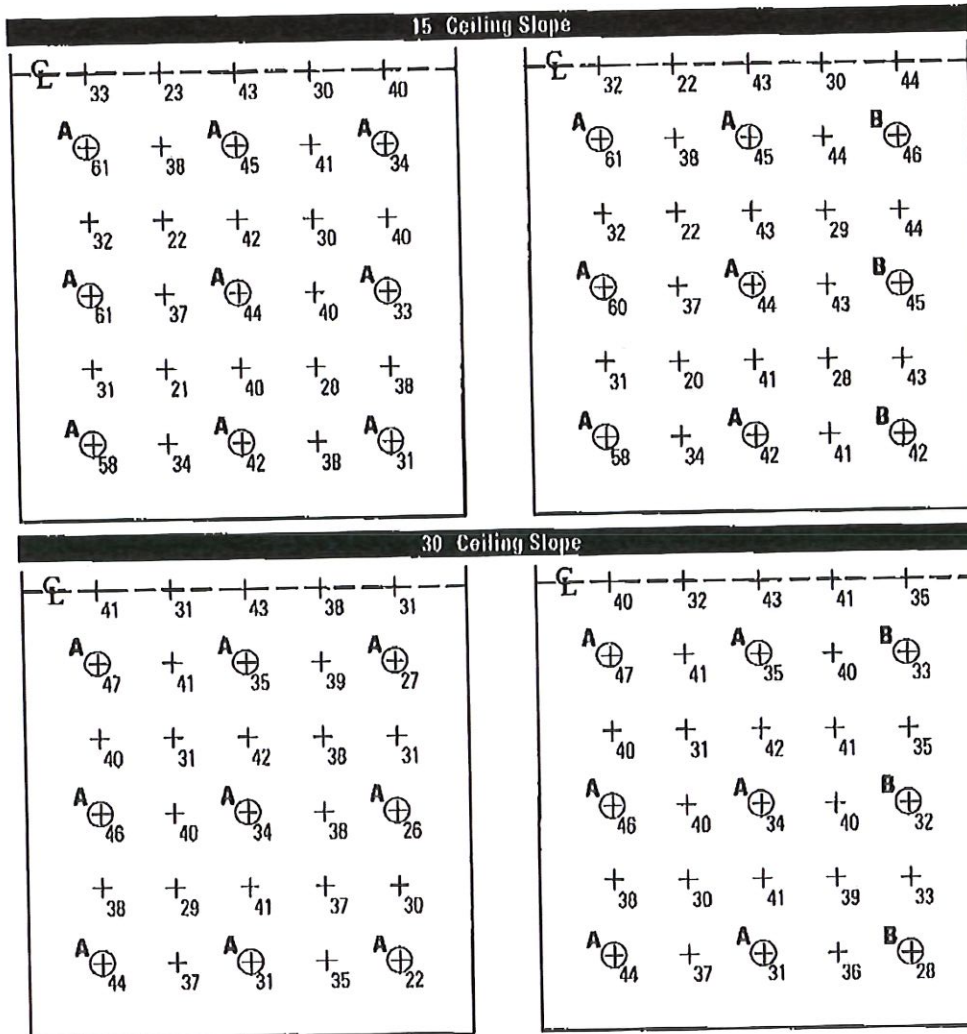 15 Ceiling Slope
CL 33 23 43 30 40
A 61 38 A 45 41 A 34
32 22 42 30 40
A 61 37 A 44 40 A 33
31 21 40 28 38
A 58 34 A 42 38 A 31
CL 32 22 43 30 44
A 61 38 A 45 44 B 46
32 22 43 29 44
A 60 37 A 44 43 B 45
31 20 41 28 43
A 58 34 A 42 41 B 42
30 Ceiling Slope
CL 41 31 43 38 31
A 47 41 A 35 39 A 27
40 31 42 38 31
A 46 40 A 34 38 A 26
38 29 41 37 30
A 44 37 A 31 35 A 22
CL 40 32 43 41 35
A 47 41 A 35 40 B 33
40 31 42 41 35
A 46 40 A 34 40 B 32
38 30 41 39 33
A 44 37 A 31 36 B 28